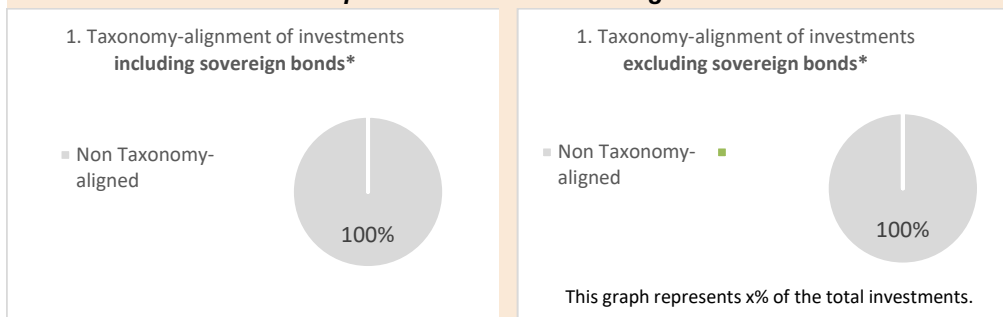 1. Taxonomy-alignment of investments
including sovereign bonds*
Non Taxonomy-
aligned
100%
1. Taxonomy-alignment of investments
excluding sovereign bonds*
Non Taxonomy-
aligned
100%
This graph represents x% of the total investments.